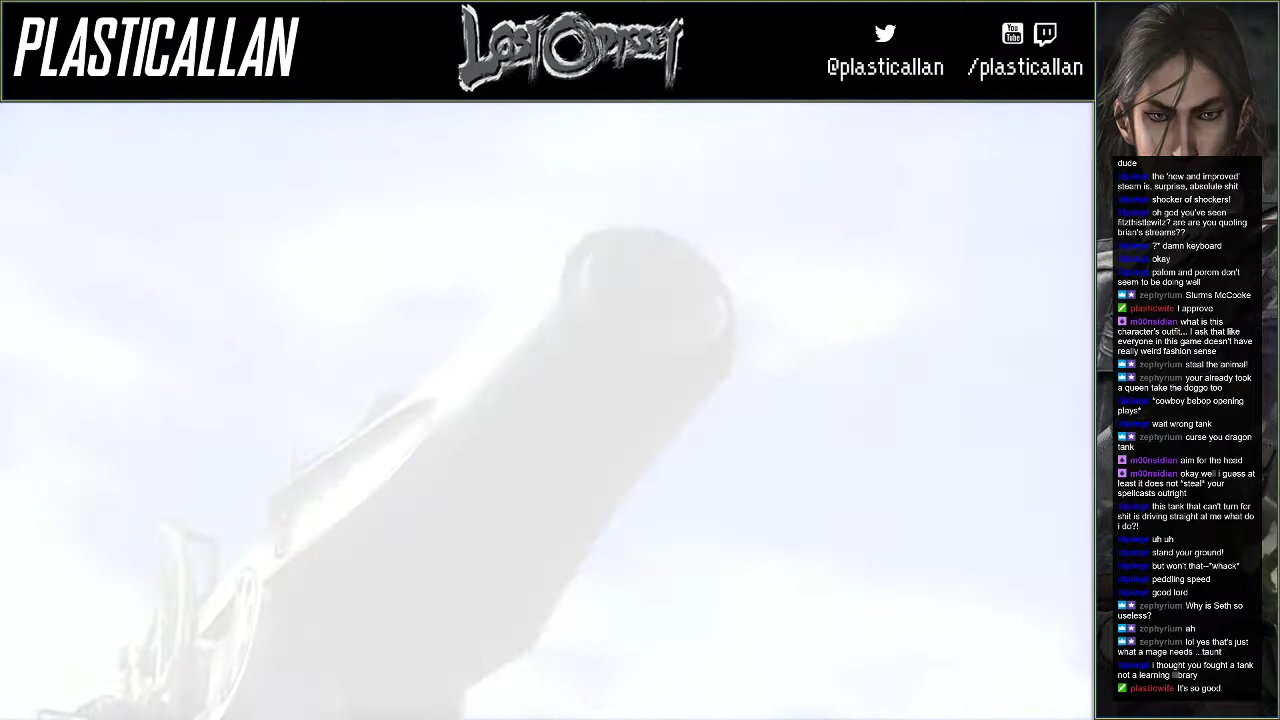 PLASTICALLAN
LOST ODYSSEY
@plasticallan
/plasticallan
dude
the 'new and improved'
steam is, surprise, absolute shit
shocker of shockers!
oh god you've seen
fitzthistlewitz? are are you quoting
brian's streams??
?* damn keyboard
okay
palom and porom don't
seem to be doing well
zephyrium Slurms McCooke
plasticwife I approve
m00nsidian what is this
character's outfit... I ask that like
everyone in this game doesn't have
really weird fashion sense
zephyrium steal the animal!
zephyrium your already took
a queen take the doggo too
*cowboy bebop opening
plays*
wait wrong tank
zephyrium curse you dragon
tank
m00nsidian aim for the head
m00nsidian okay well i guess at
least it does not *steal* your
spellcasts outright
this tank that can't turn for
shit is driving straight at me what do
i do?!
uh uh
stand your ground!
but won't that--*whack*
peddling speed
good lord
zephyrium Why is Seth so
useless?
zephyrium ah
zephyrium lol yes that's just
what a mage needs ...taunt
i thought you fought a tank
not a learning library
plasticwife It's so good